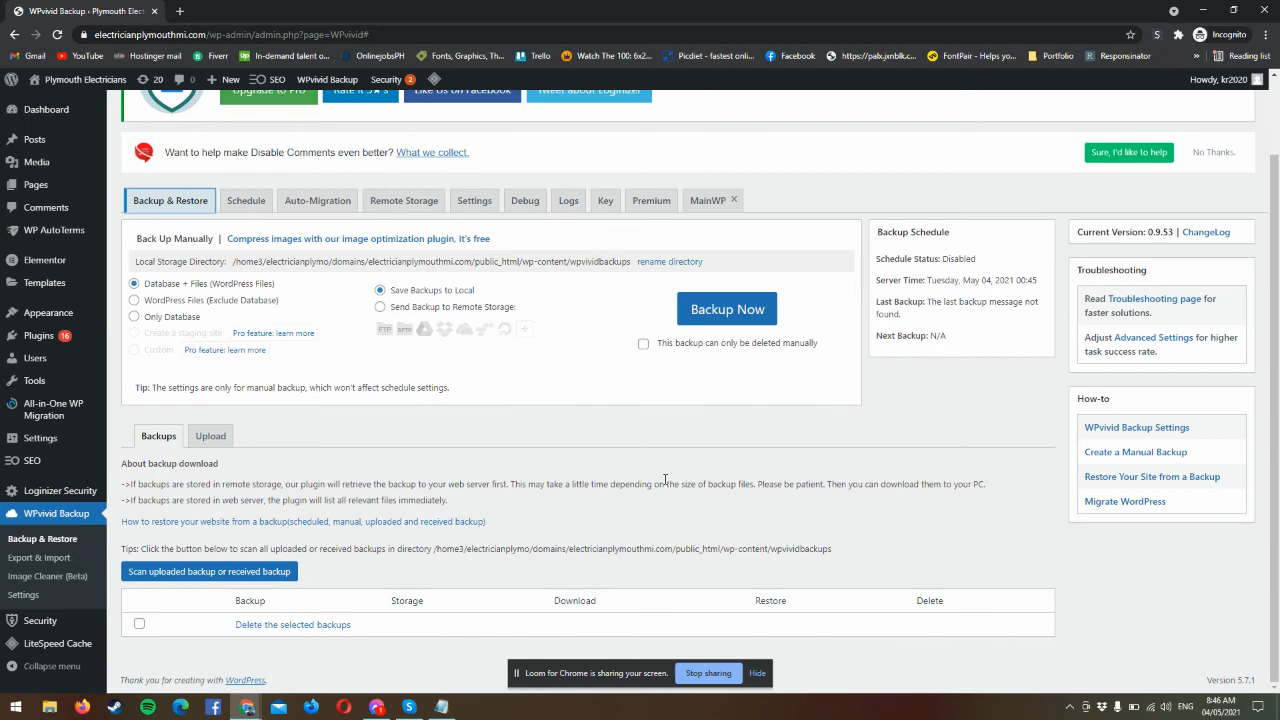 WPvivid Backup - Plymouth Elect
Incognito
electricianplymouthmi.com/wp-admin/admin.php?page=WPvivid#
Gmail
YouTube
Hostinger mail
Fiverr
OnlinejobsPH
Fonts, Graphics, Th...
Trello
Watch The 100: 6x2...
Picdiet - fastest onli...
Facebook
https://palx.jxnblk.c...
FontPair - Helping y...
Portfolio
Responsinator
Reading list
Plymouth Electricians
20
0
New
SEO
WPvivid Backup
Security
2
Howdy, kr2020
Dashboard
Posts
Media
Pages
Comments
WP AutoTerms
Elementor
Templates
Appearance
Plugins 16
Users
Tools
All-in-One WP
Migration
Settings
SEO
Loginizer Security
WPvivid Backup
Backup & Restore
Export & Import
Image Cleaner (Beta)
Settings
Security
LiteSpeed Cache
Collapse menu
Upgrade to Pro
Rate it 5★'s
Like Us on Facebook
Tweet about Loginizer
Want to help make Disable Comments even better? What we collect.
Sure, I'd like to help
No Thanks.
Backup & Restore
Schedule
Auto-Migration
Remote Storage
Settings
Debug
Logs
Key
Premium
MainWP
Back Up Manually | Compress images with our image optimization plugin, it's free
Local Storage Directory: /home3/electricianplymo/domains/electricianplymouthmi.com/public_html/wp-content/wpvividbackups rename directory
Database + Files (WordPress Files)
WordPress Files (Exclude Database)
Only Database
Create a staging site Pro feature: learn more
Custom Pro feature: learn more
Save Backups to Local
Send Backup to Remote Storage:
FTP
SFTP
Backup Now
This backup can only be deleted manually
Tip: The settings are only for manual backup, which won't affect schedule settings.
Backup Schedule
Schedule Status: Disabled
Server Time: Tuesday, May 04, 2021 00:45
Last Backup: The last backup message not
found.
Next Backup: N/A
Current Version: 0.9.53 | ChangeLog
Troubleshooting
Read Troubleshooting page for
faster solutions.
Adjust Advanced Settings for higher
task success rate.
How-to
WPvivid Backup Settings
Create a Manual Backup
Restore Your Site from a Backup
Migrate WordPress
Backups
Upload
About backup download
->If backups are stored in remote storage, our plugin will retrieve the backup to your web server first. This may take a little time depending on the size of backup files. Please be patient. Then you can download them to your PC.
->If backups are stored in web server, the plugin will list all relevant files immediately.
How to restore your website from a backup(scheduled, manual, uploaded and received backup)
Tips: Click the button below to scan all uploaded or received backups in directory /home3/electricianplymo/domains/electricianplymouthmi.com/public_html/wp-content/wpvividbackups
Scan uploaded backup or received backup
Backup
Storage
Download
Restore
Delete
Delete the selected backups
Loom for Chrome is sharing your screen.
Stop sharing
Hide
Thank you for creating with WordPress.
Version 5.7.1
8:46 AM
04/05/2021